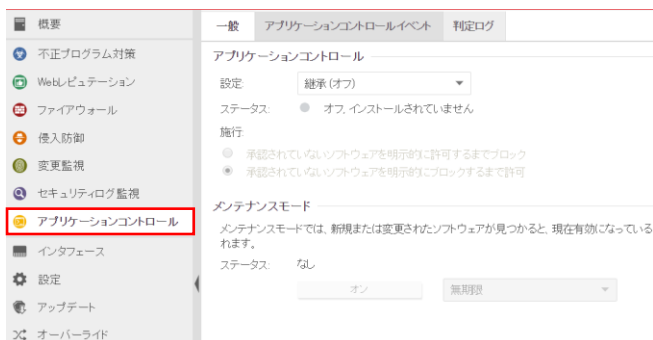 概要
不正プログラム対策
Webレピュテーション
ファイアウォール
侵入防御
変更監視
セキュリティログ監視
アプリケーションコントロール
インタフェース
設定
アップデート
オーバーライド
一般 アプリケーションコントロールイベント 判定ログ
アプリケーションコントロール
設定: 継承 (オフ)
ステータス: オフ, インストールされていません
施行:
承認されていないソフトウェアを明示的に許可するまでブロック
承認されていないソフトウェアを明示的にブロックするまで許可
メンテナンスモード
メンテナンスモードでは、新規または変更されたソフトウェアが見つかると、現在有効になっている
れます。
ステータス: なし
オン 無期限